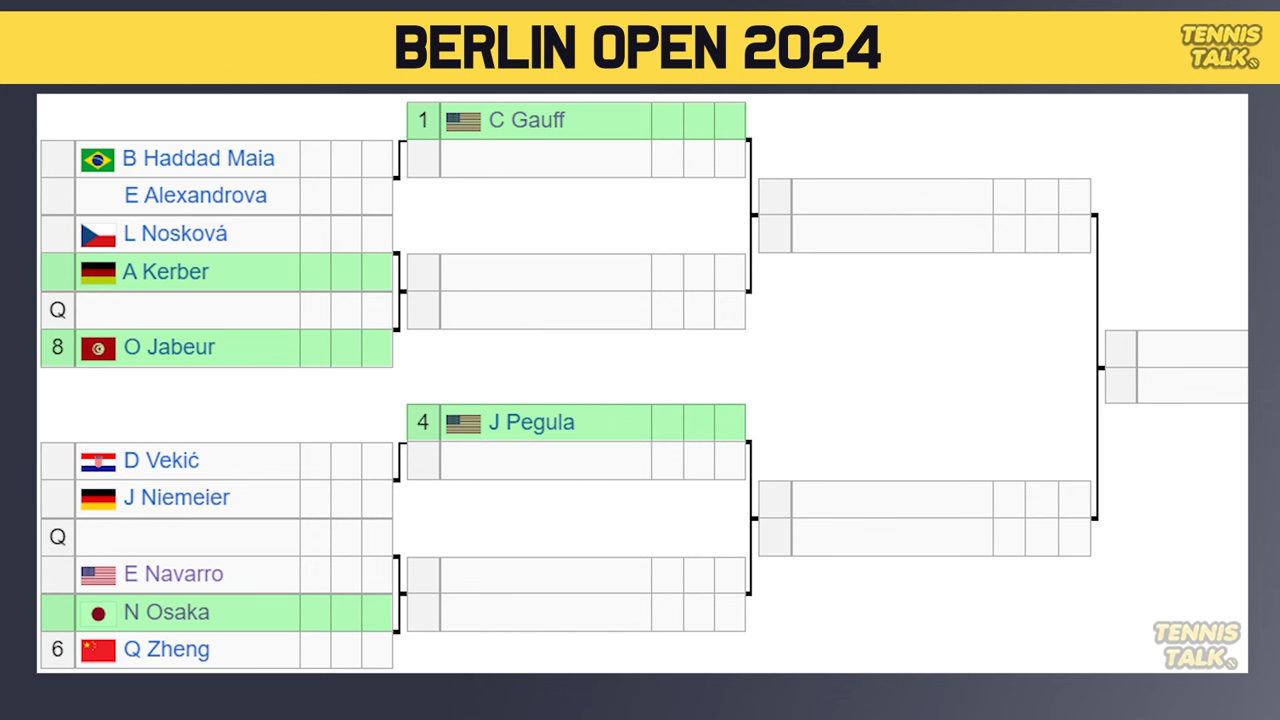 BERLIN OPEN 2024
TENNIS
TALK
1 C Gauff
B Haddad Maia
E Alexandrova
L Nosková
A Kerber
Q
8 O Jabeur
4 J Pegula
D Vekić
J Niemeier
Q
E Navarro
N Osaka
6 Q Zheng
TENNIS
TALK